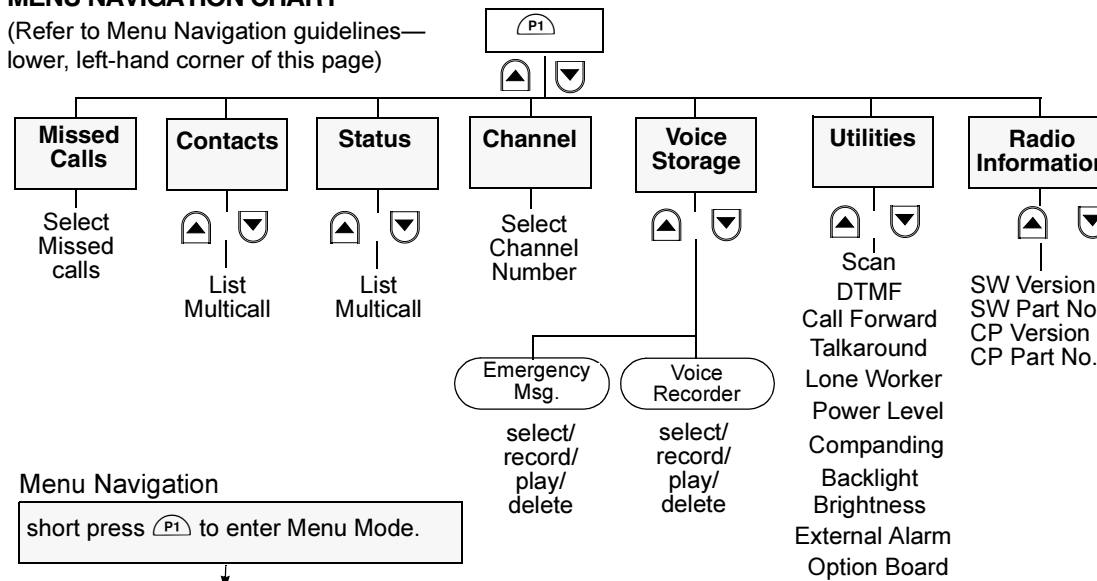 MENU NAVIGATION CHART
(Refer to Menu Navigation guidelines—
lower, left-hand corner of this page)
P1
Missed
Calls
Select
Missed
calls
Contacts
List
Multicall
Status
List
Multicall
Channel
Select
Channel
Number
Voice
Storage
Emergency
Msg.
select/
record/
play/
delete
Voice
Recorder
select/
record/
play/
delete
Utilities
Scan
DTMF
Call Forward
Talkaround
Lone Worker
Power Level
Companding
Backlight
Brightness
External Alarm
Option Board
Radio
Information
SW Version
SW Part No
CP Version
CP Part No.
Menu Navigation
short press P1 to enter Menu Mode.